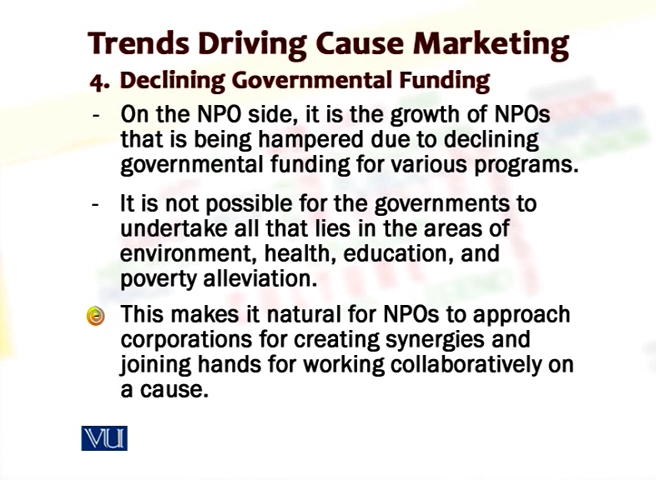 Trends Driving Cause Marketing
4. Declining Governmental Funding
- On the NPO side, it is the growth of NPOs
that is being hampered due to declining
governmental funding for various programs.
- It is not possible for the governments to
undertake all that lies in the areas of
environment, health, education, and
poverty alleviation.
This makes it natural for NPOs to approach
corporations for creating synergies and
joining hands for working collaboratively on
a cause.
VU